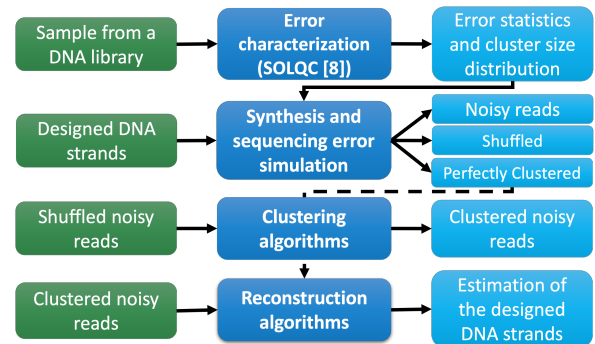 Sample from a
DNA library
Error
characterization
(SOLQC [8])
Error statistics
and cluster size
distribution
Designed DNA
strands
Synthesis and
sequencing error
simulation
Noisy reads
Shuffled
Perfectly Clustered
Shuffled noisy
reads
Clustering
algorithms
Clustered noisy
reads
Clustered noisy
reads
Reconstruction
algorithms
Estimation of
the designed
DNA strands